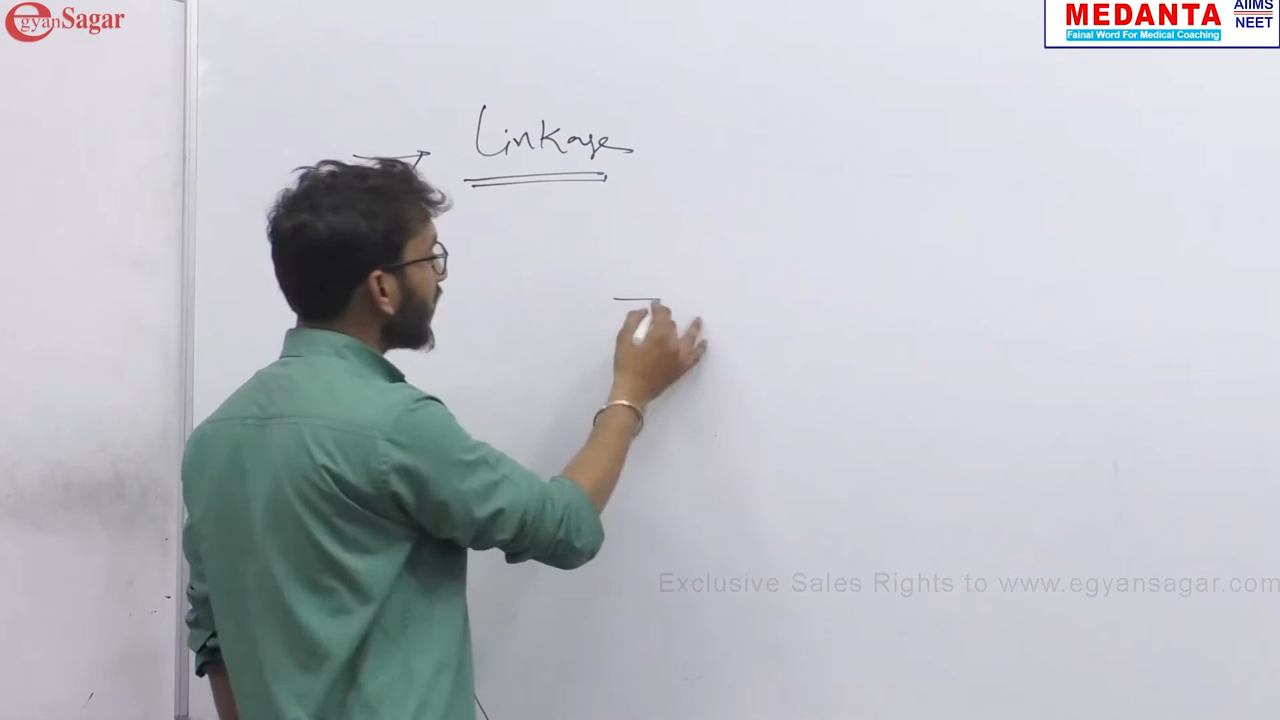 egyanSagar
MEDANTA
AIIMS
NEET
Fainal Word For Medical Coaching
Linkage
Exclusive Sales Rights to www.egyansagar.com